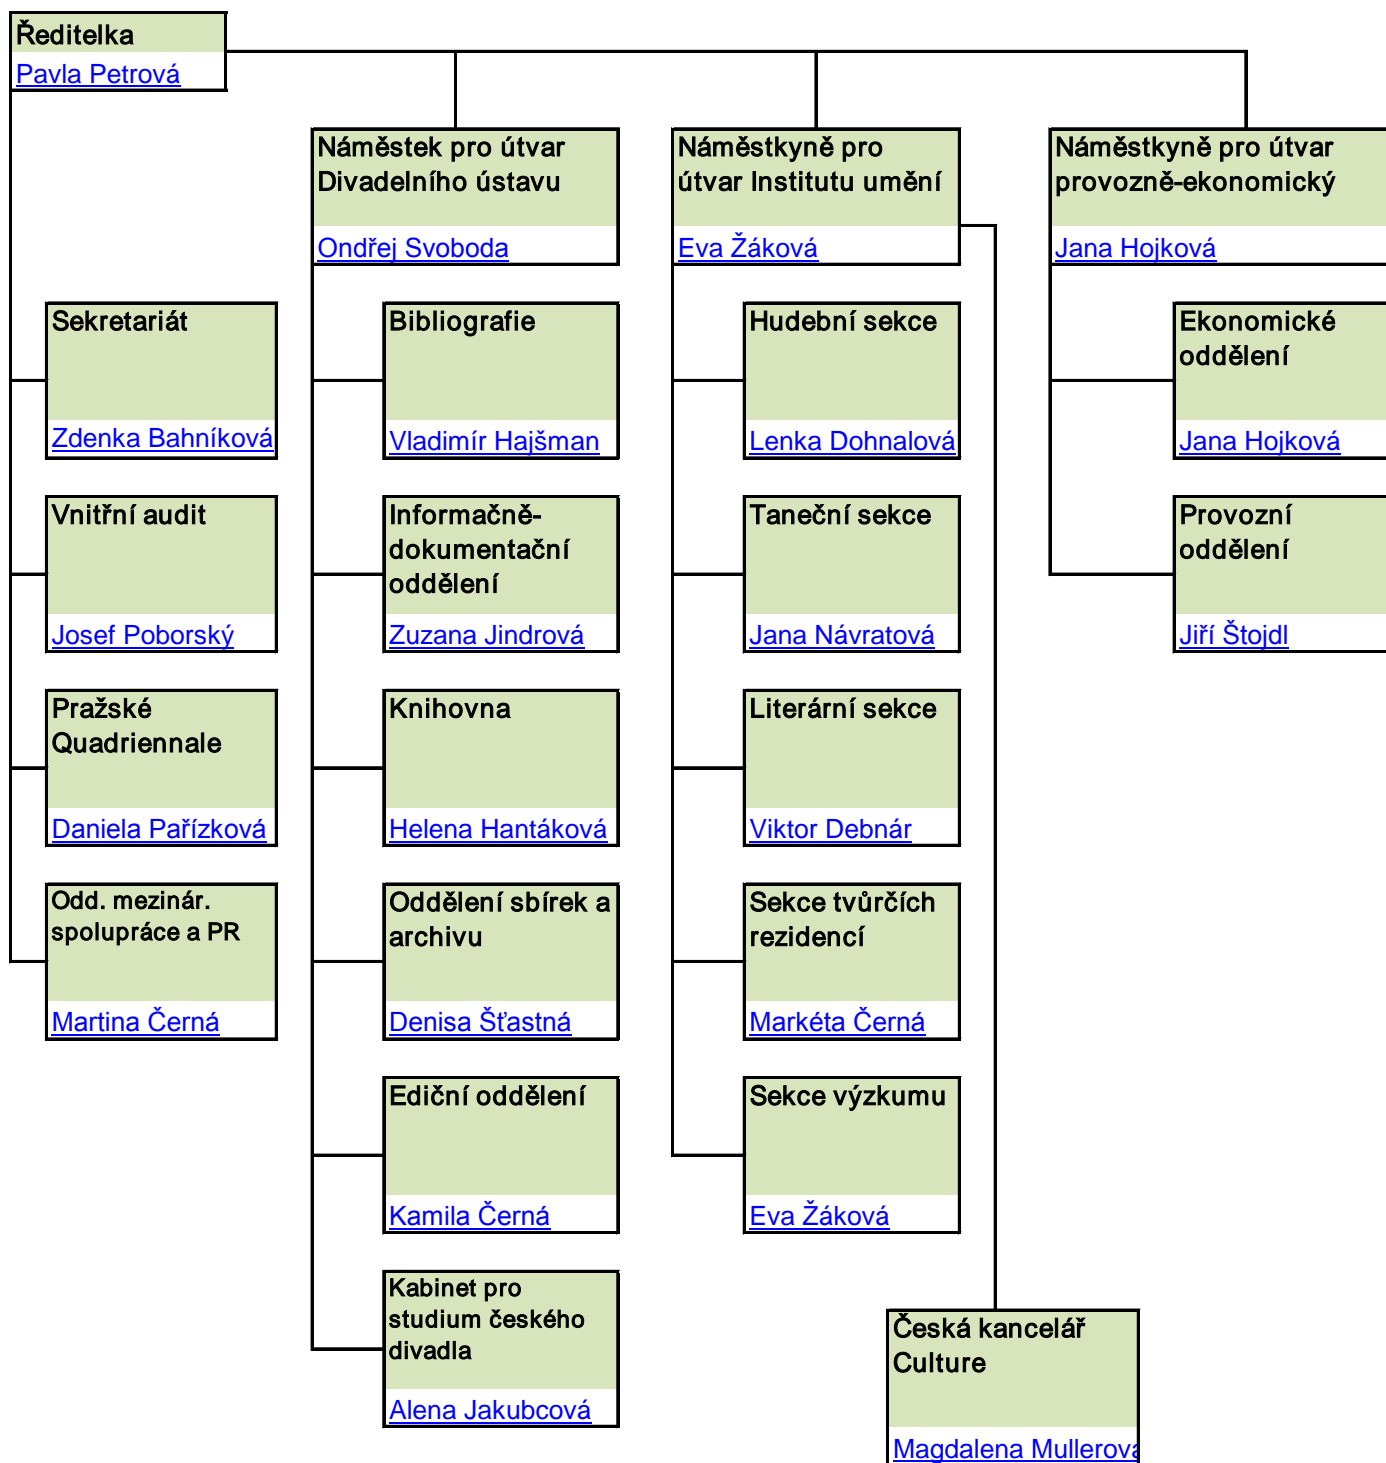 Ředitelka
Pavla Petrová
Náměstek pro útvar
Divadelního ústavu
Ondřej Svoboda
Náměstkyně pro
útvar Institutu umění
Eva Žáková
Náměstkyně pro útvar
provozně-ekonomický
Jana Hojková
Sekretariát
Zdenka Bahníková
Bibliografie
Vladimír Hajšman
Hudební sekce
Lenka Dohnalová
Ekonomické
oddělení
Jana Hojková
Vnitřní audit
Josef Poborský
Informačně-
dokumentační
oddělení
Zuzana Jindrová
Taneční sekce
Jana Návratová
Provozní
oddělení
Jiří Štojdl
Pražské
Quadriennale
Daniela Pařízková
Knihovna
Helena Hantáková
Literární sekce
Viktor Debnár
Odd. mezinár.
spolupráce a PR
Martina Černá
Oddělení sbírek a
archivu
Denisa Šťastná
Sekce tvůrčích
rezidencí
Markéta Černá
Ediční oddělení
Kamila Černá
Sekce výzkumu
Eva Žáková
Kabinet pro
studium českého
divadla
Alena Jakubcová
Česká kancelář
Culture
Magdalena Mullerová